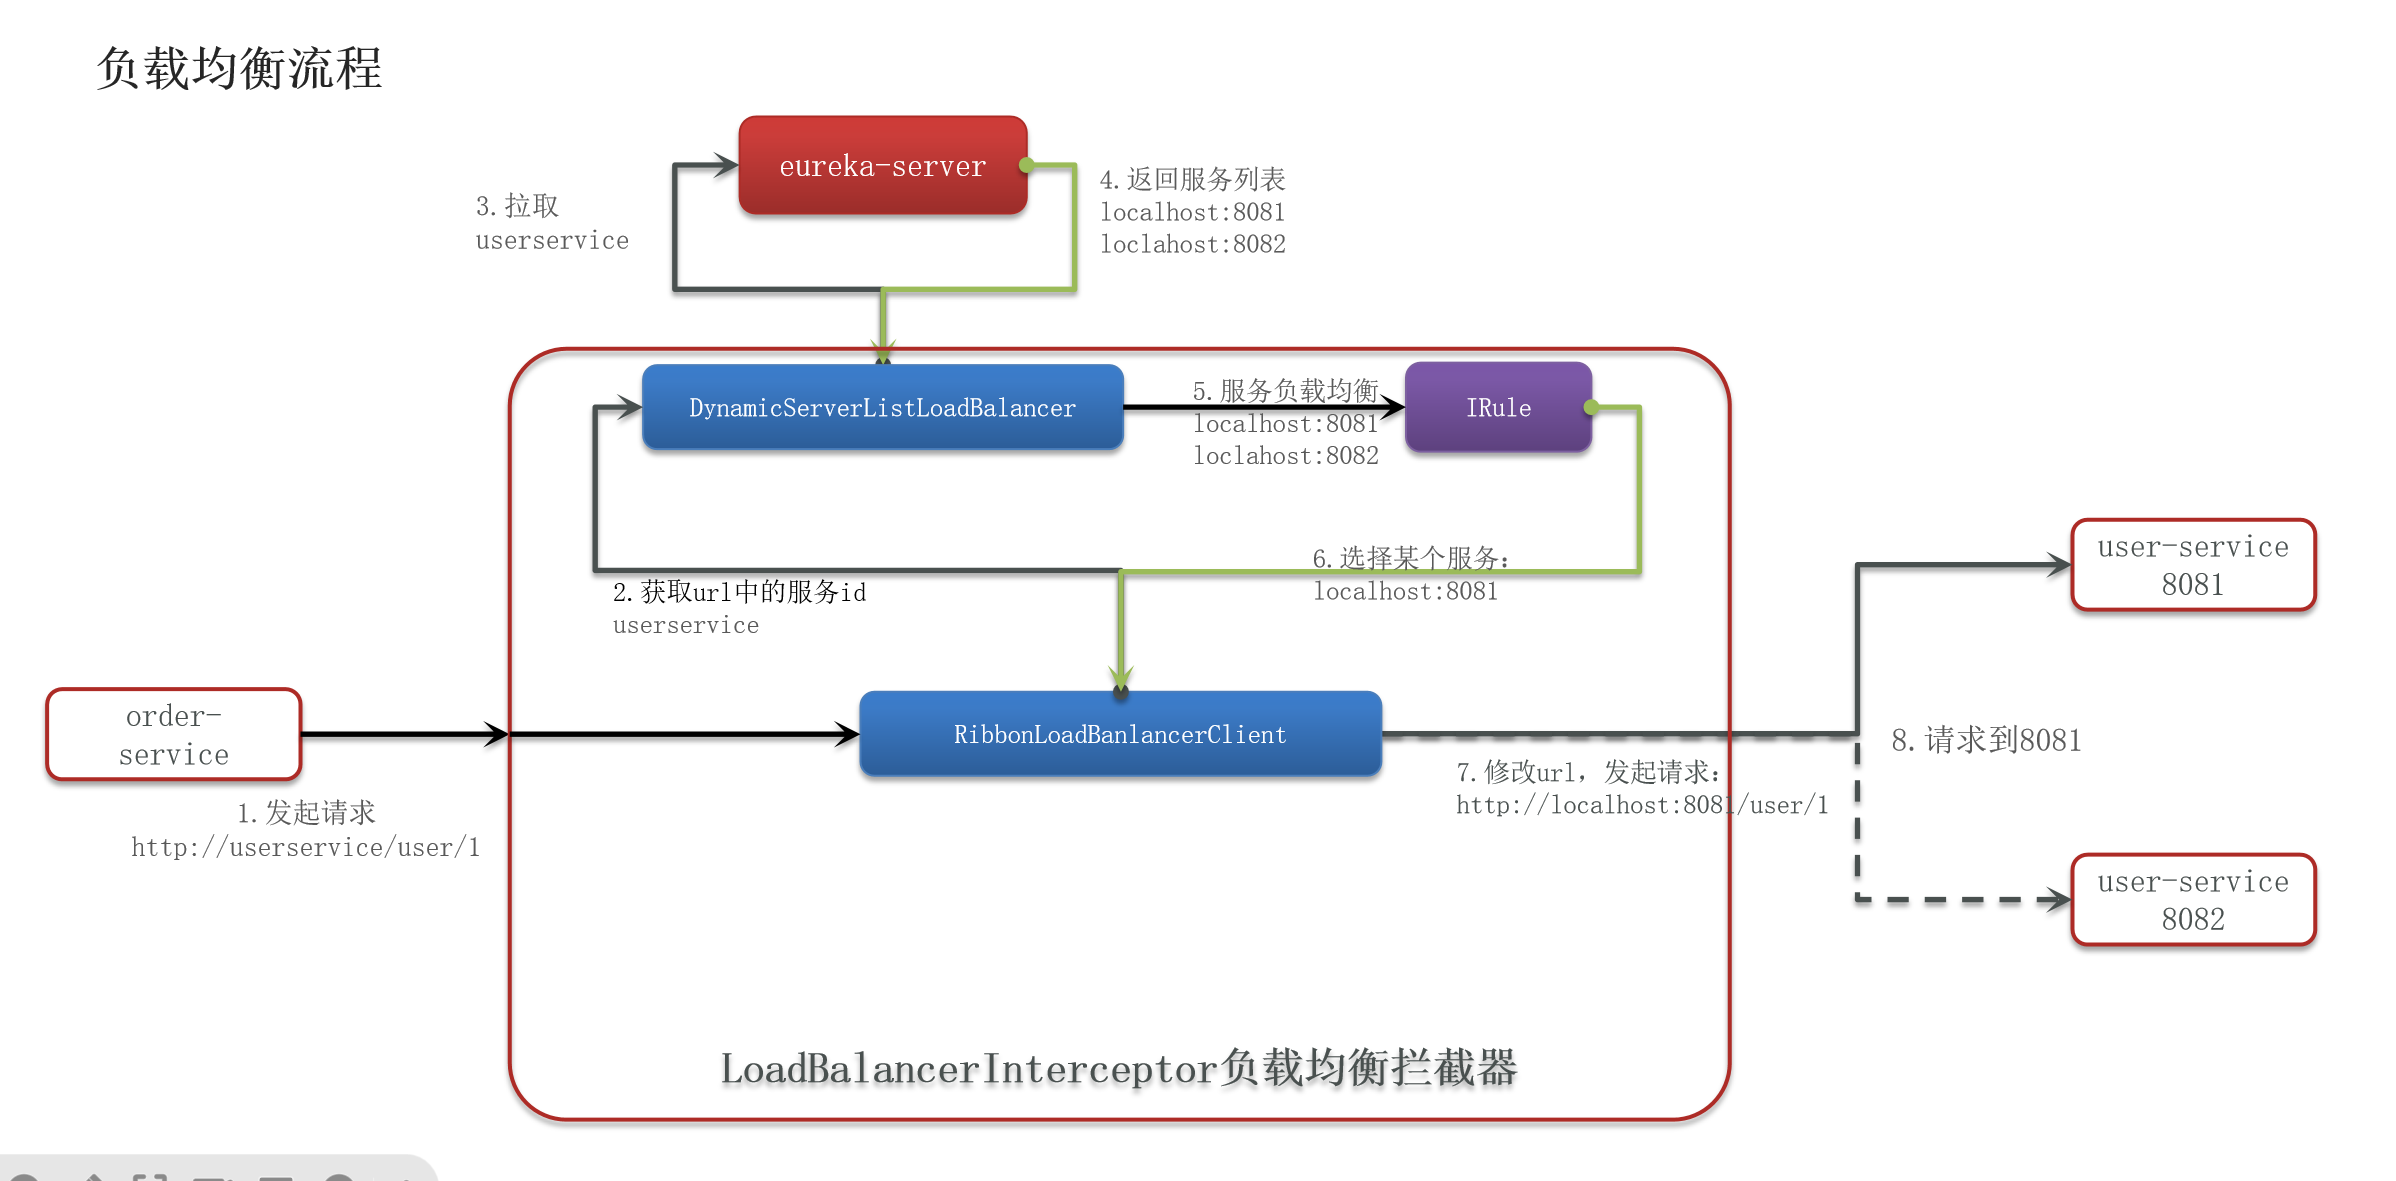 负载均衡流程
eureka-server
3.拉取
userservice
4.返回服务列表
localhost:8081
loclahost:8082
DynamicServerListLoadBalancer
5.服务负载均衡
localhost:8081
loclahost:8082
IRule
2.获取url中的服务id
userservice
6.选择某个服务：
localhost:8081
user-service
8081
order-
service
1.发起请求
http://userservice/user/1
RibbonLoadBanlancerClient
7.修改url，发起请求：
http://localhost:8081/user/1
8.请求到8081
user-service
8082
LoadBalancerInterceptor负载均衡拦截器